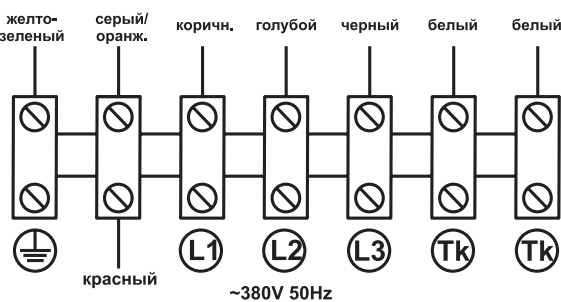 желто-
зеленый
серый/
оранж.
коричн.
голубой
черный
белый
белый
L1
L2
L3
Tk
Tk
красный
~380V 50Hz